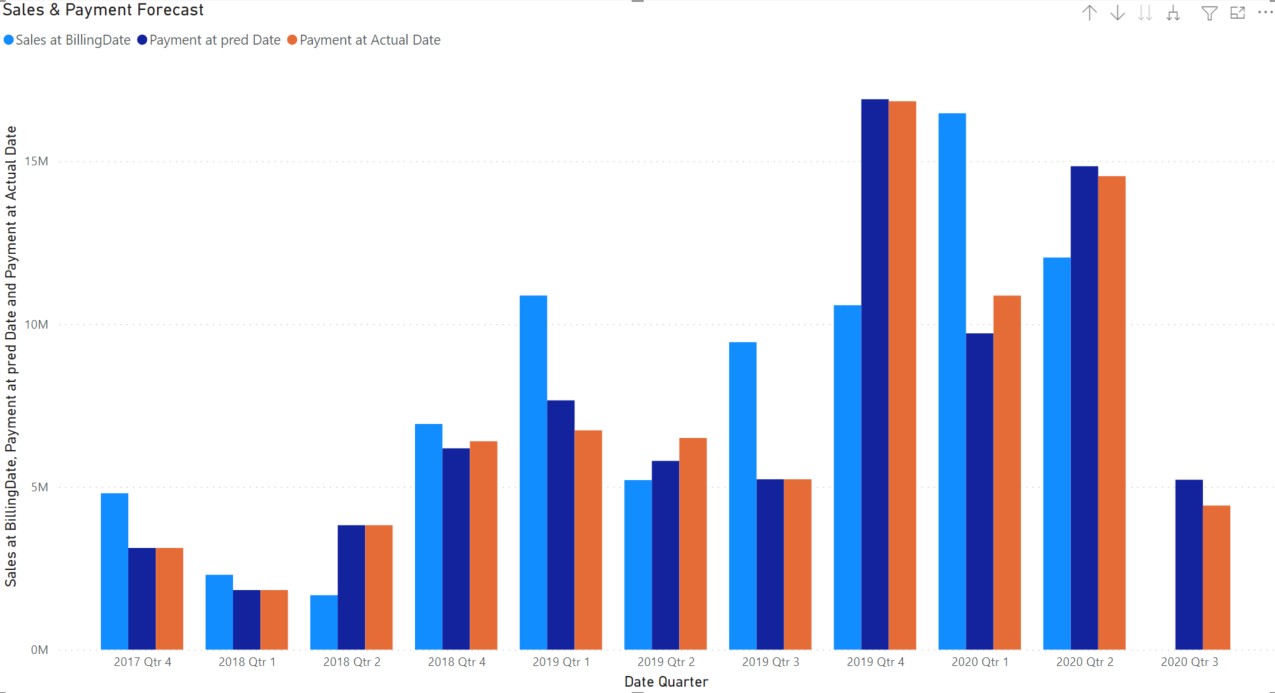 Sales & Payment Forecast
Sales at BillingDate Payment at pred Date Payment at Actual Date
Sales at BillingDate, Payment at pred Date and Payment at Actual Date
15M
10M
5M
0M
2017 Qtr 4 2018 Qtr 1 2018 Qtr 2 2018 Qtr 4 2019 Qtr 1 2019 Qtr 2 2019 Qtr 3 2019 Qtr 4 2020 Qtr 1 2020 Qtr 2 2020 Qtr 3
Date Quarter